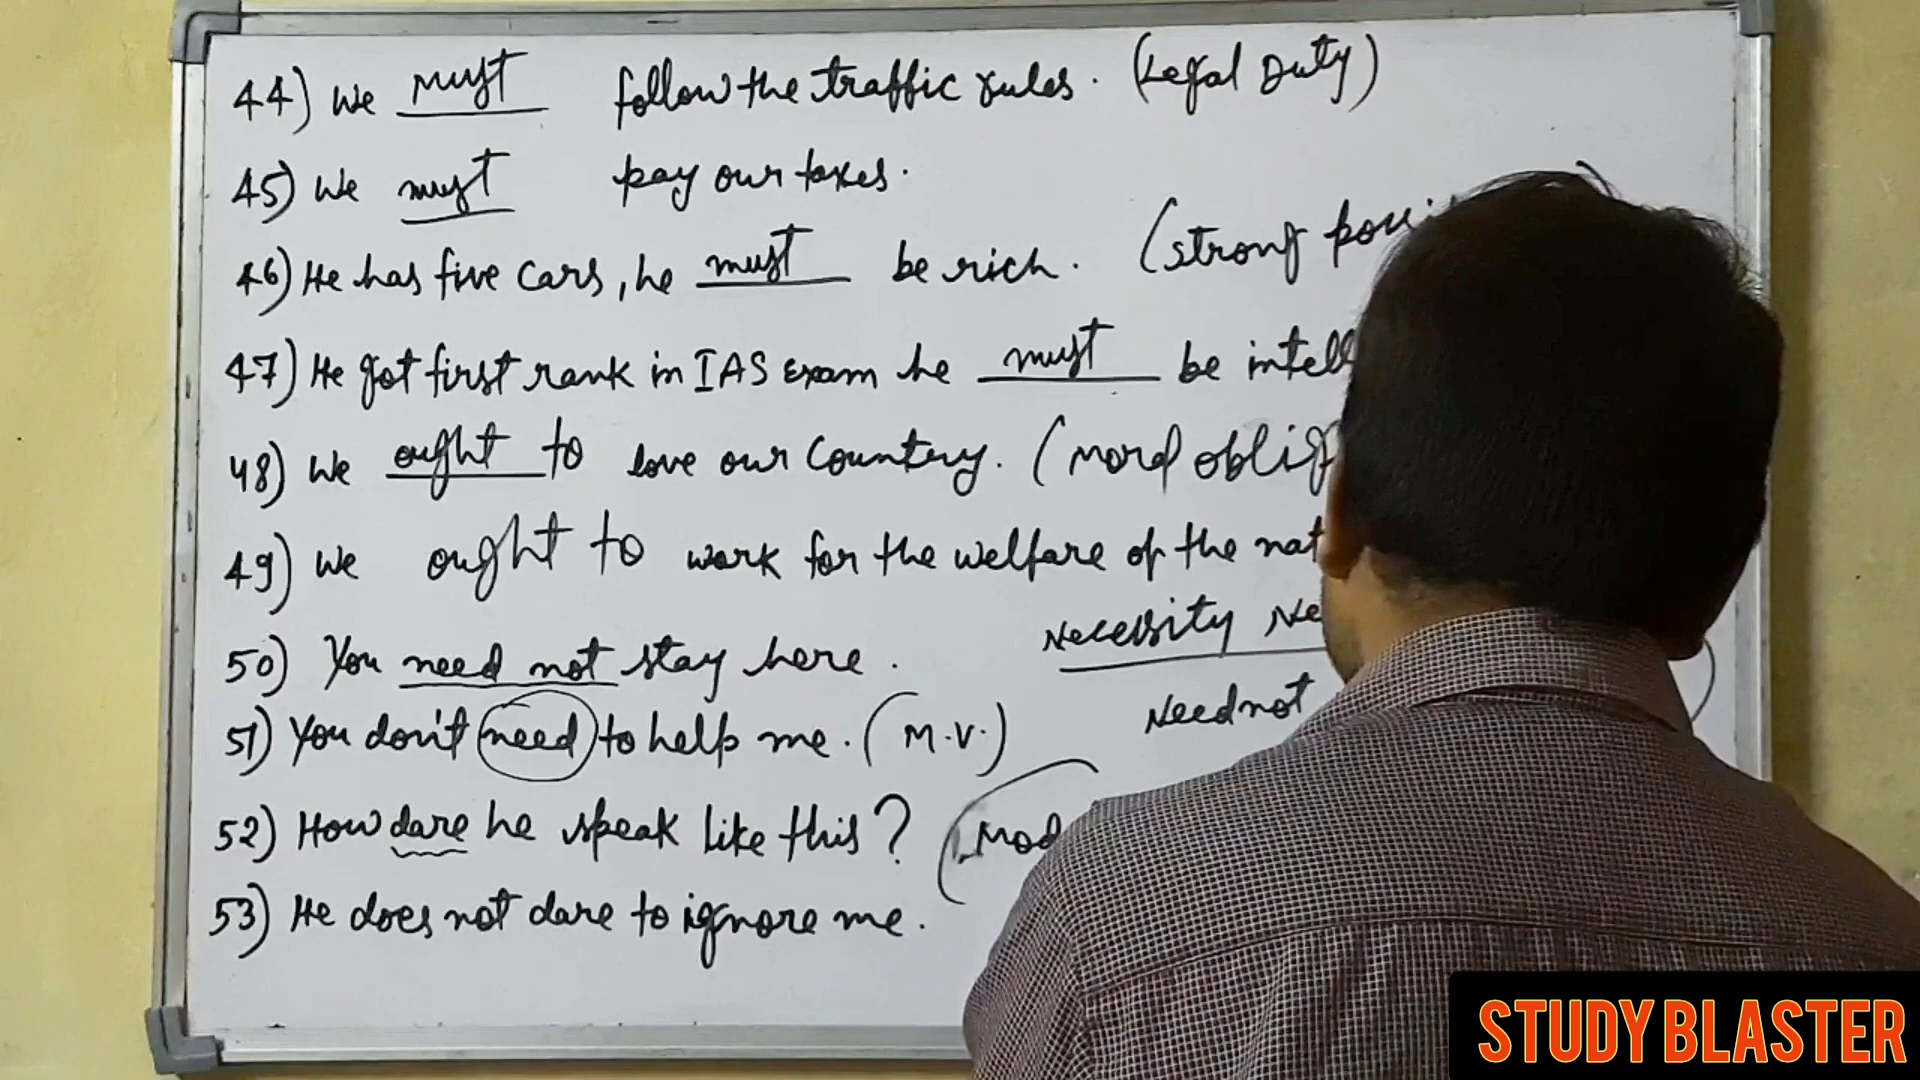 44) We must follow the traffic rules. (Legal Duty)
45) We must pay our taxes.
46) He has five cars, he must be rich. (strong
47) He got first rank in IAS Exam he must be
48) We ought to love our country. (Moral
49) We ought to work for the welfare of the
Necessity
50) You need not stay here.
Need not
51) You don't need to help me. (M.V.)
52) How dare he speak like this?
53) He does not dare to ignore me.
STUDY BLASTER